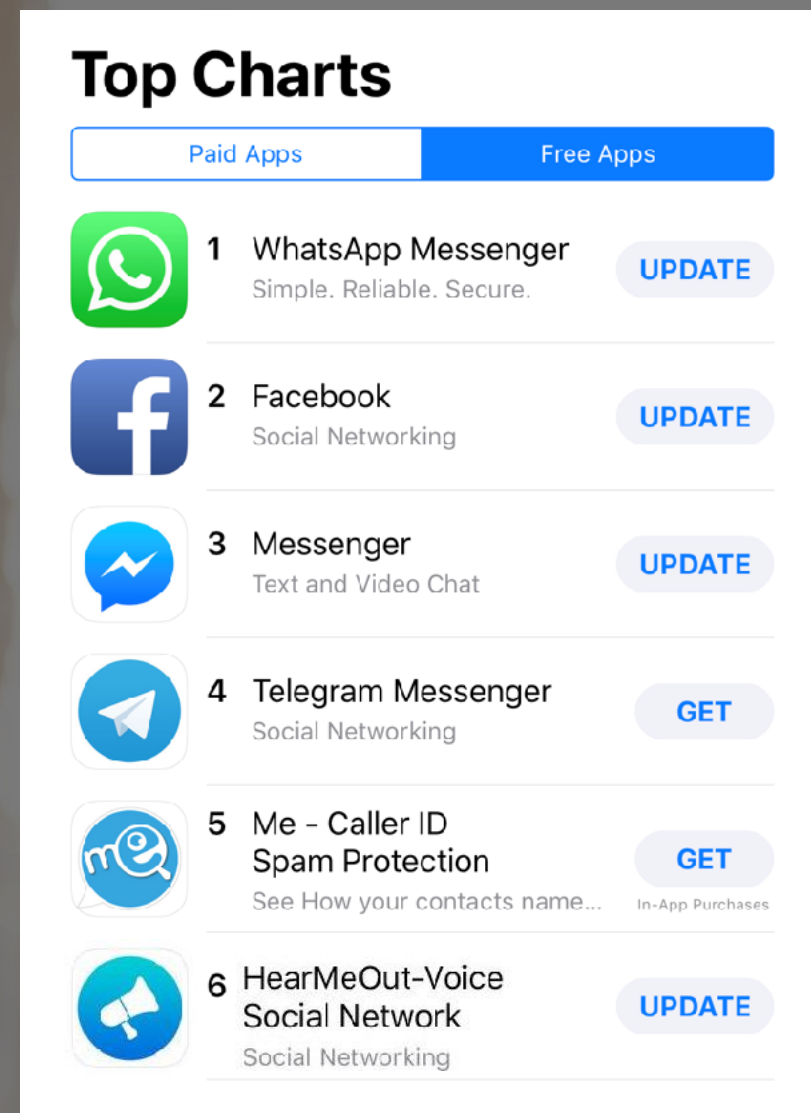 Top Charts
Paid Apps Free Apps
1 WhatsApp Messenger
Simple. Reliable. Secure.
UPDATE
2 Facebook
Social Networking
UPDATE
3 Messenger
Text and Video Chat
UPDATE
4 Telegram Messenger
Social Networking
GET
5 Me - Caller ID
Spam Protection
See How your contacts name...
GET
In-App Purchases
6 HearMeOut-Voice
Social Network
Social Networking
UPDATE
me